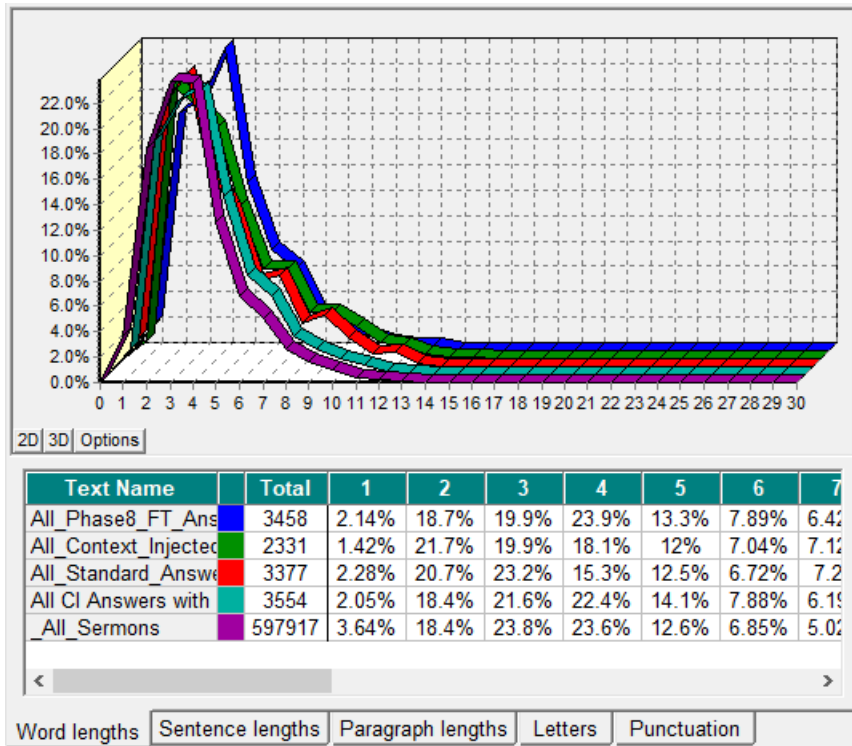 22.0%
20.0%
18.0%
16.0%
14.0%
12.0%
10.0%
8.0%
6.0%
4.0%
2.0%
0.0%
0 1 2 3 4 5 6 7 8 9 10 11 12 13 14 15 16 17 18 19 20 21 22 23 24 25 26 27 28 29 30
2D 3D Options
Text Name Total 1 2 3 4 5 6 7
All_Phase8_FT_Ans 3458 2.14% 18.7% 19.9% 23.9% 13.3% 7.89% 6.42
All_Context_Injected 2331 1.42% 21.7% 19.9% 18.1% 12% 7.04% 7.12
All_Standard_Answe 3377 2.28% 20.7% 23.2% 15.3% 12.5% 6.72% 7.2
All CI Answers with 3554 2.05% 18.4% 21.6% 22.4% 14.1% 7.88% 6.19
_All_Sermons 597917 3.64% 18.4% 23.8% 23.6% 12.6% 6.85% 5.02
Word lengths Sentence lengths Paragraph lengths Letters Punctuation